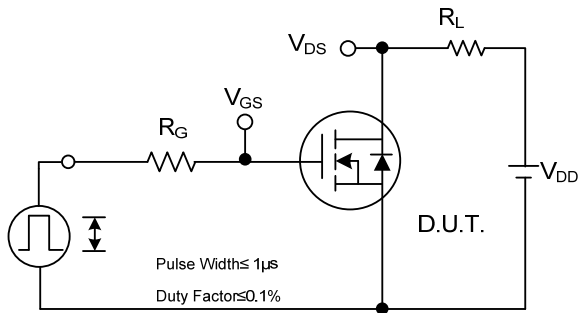 R_L
V_DS
V_GS
R_G
V_DD
D.U.T.
Pulse Width≤ 1µs
Duty Factor≤0.1%